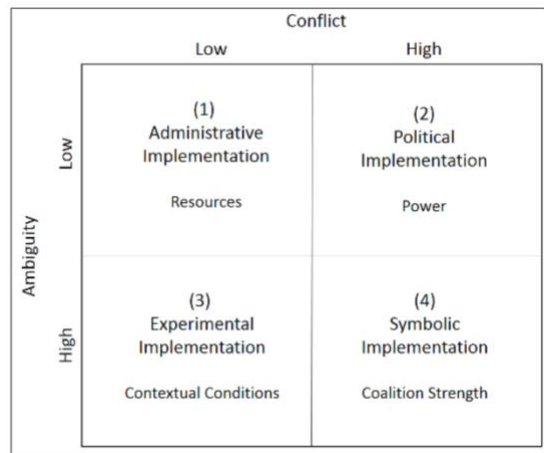 Conflict
Low
High
Ambiguity
Low
(1)
Administrative
Implementation
Resources
(2)
Political
Implementation
Power
High
(3)
Experimental
Implementation
Contextual Conditions
(4)
Symbolic
Implementation
Coalition Strength